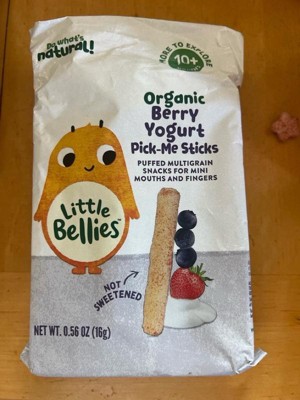 Do what's
natural!
MORE TO EXPLORE
10+
Organic
Berry
Yogurt
Pick-Me Sticks
PUFFED MULTIGRAIN
SNACKS FOR MINI
MOUTHS AND FINGERS
Little
Bellies
NOT
SWEETENED
NET WT. 0.56 OZ (16g)